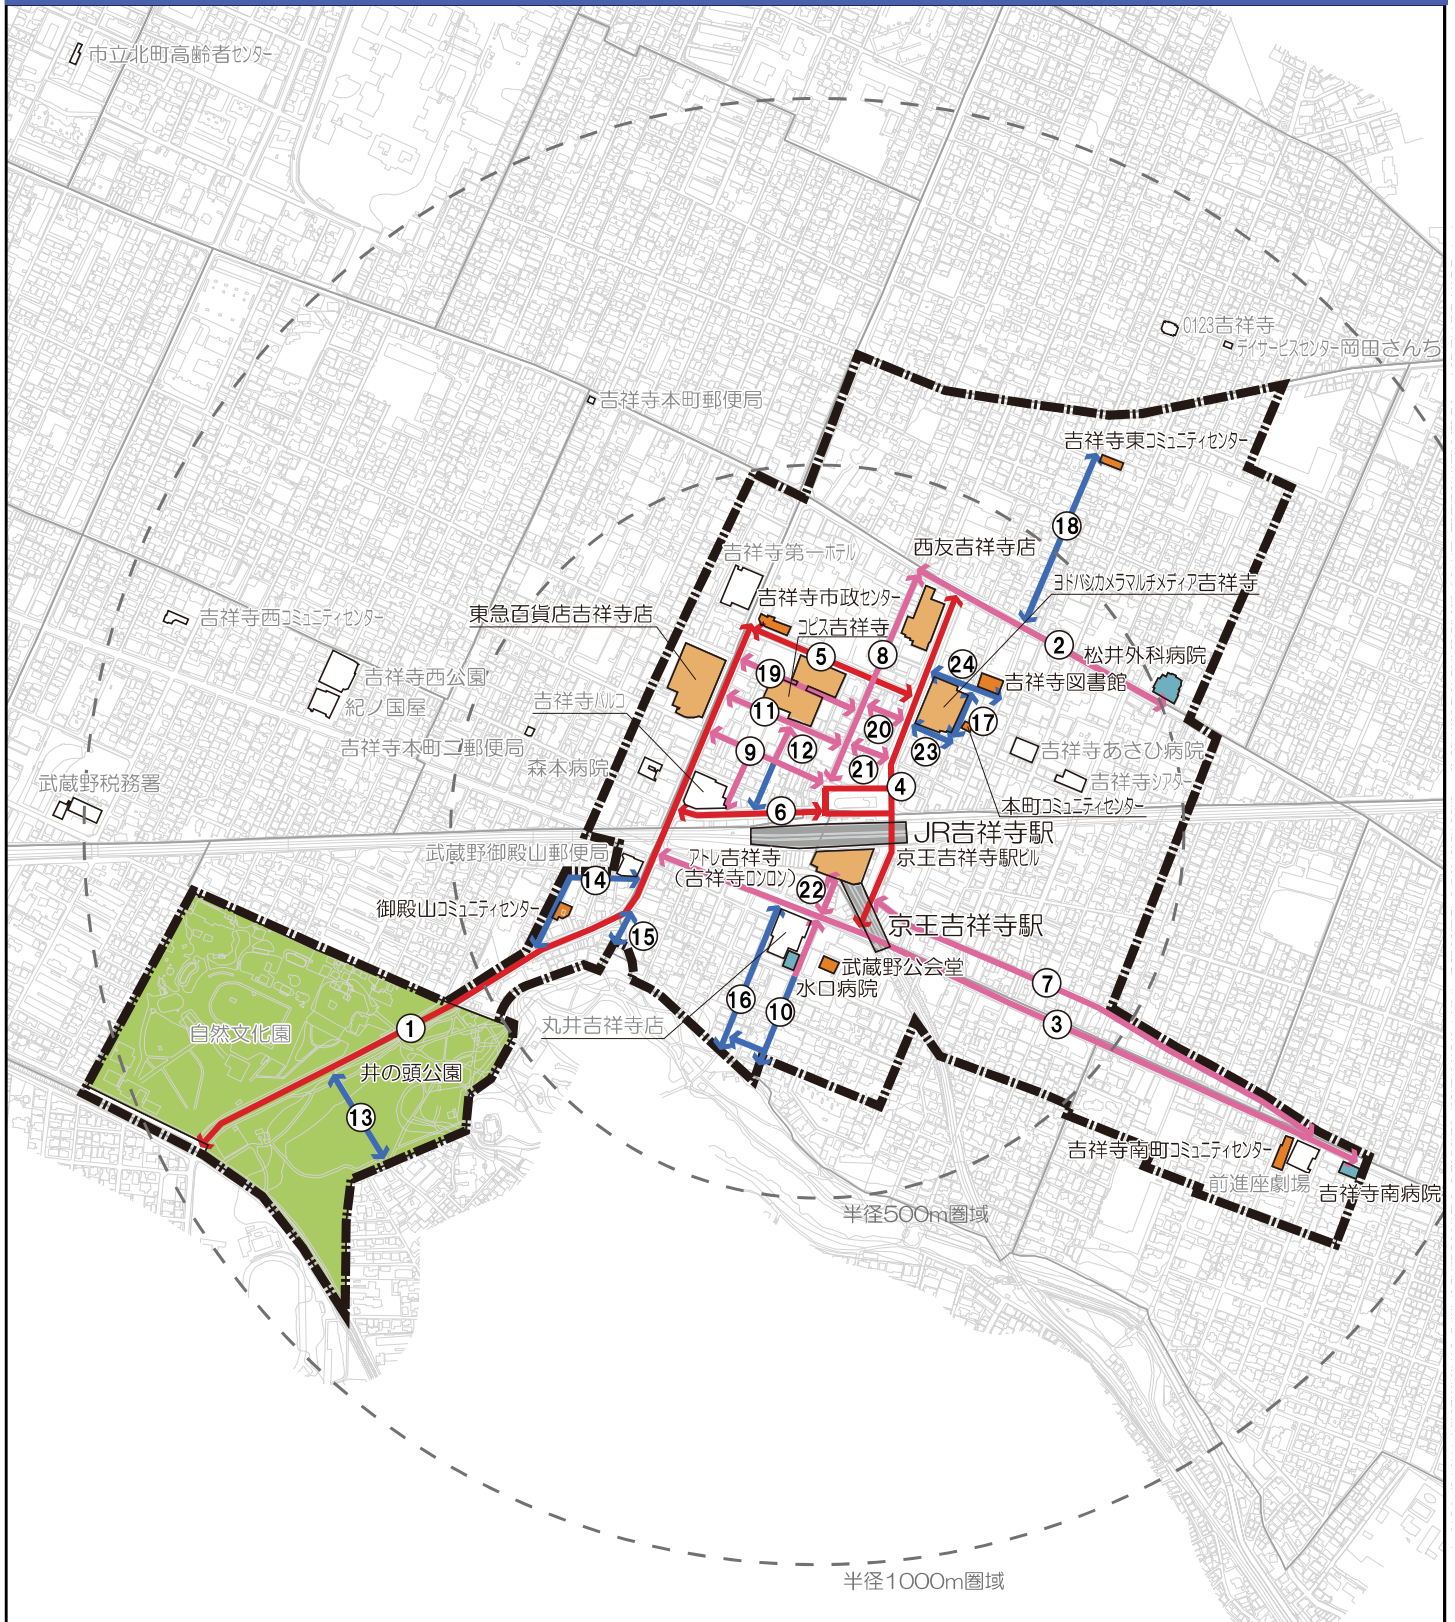 市立北町高齢者センター
0123吉祥寺
デイサービスセンター岡田さんち
吉祥寺本町郵便局
吉祥寺東コミュニティセンター
⑱
西友吉祥寺店
吉祥寺第一ホテル
ヨドバシカメラマルチメディア吉祥寺
吉祥寺市政センター
東急百貨店吉祥寺店
コピス吉祥寺
吉祥寺西コミュニティセンター
②
⑤
⑧
松井外科病院
㉔
⑲
吉祥寺西公園
吉祥寺図書館
吉祥寺パルコ
紀ノ国屋
⑪
⑳
⑰
吉祥寺本町二郵便局
⑨
⑫
㉓
吉祥寺あさひ病院
森本病院
㉑
武蔵野税務署
吉祥寺シアター
④
本町コミュニティセンター
⑥
JR吉祥寺駅
武蔵野御殿山郵便局
アトレ吉祥寺
(吉祥寺ロンロン)
京王吉祥寺駅ビル
⑭
㉒
御殿山コミュニティセンター
京王吉祥寺駅
⑮
武蔵野公会堂
水口病院
⑦
⑯
⑩
③
丸井吉祥寺店
自然文化園
①
井の頭公園
⑬
吉祥寺南町コミュニティセンター
前進座劇場
吉祥寺南病院
半径500m圏域
半径1000m圏域